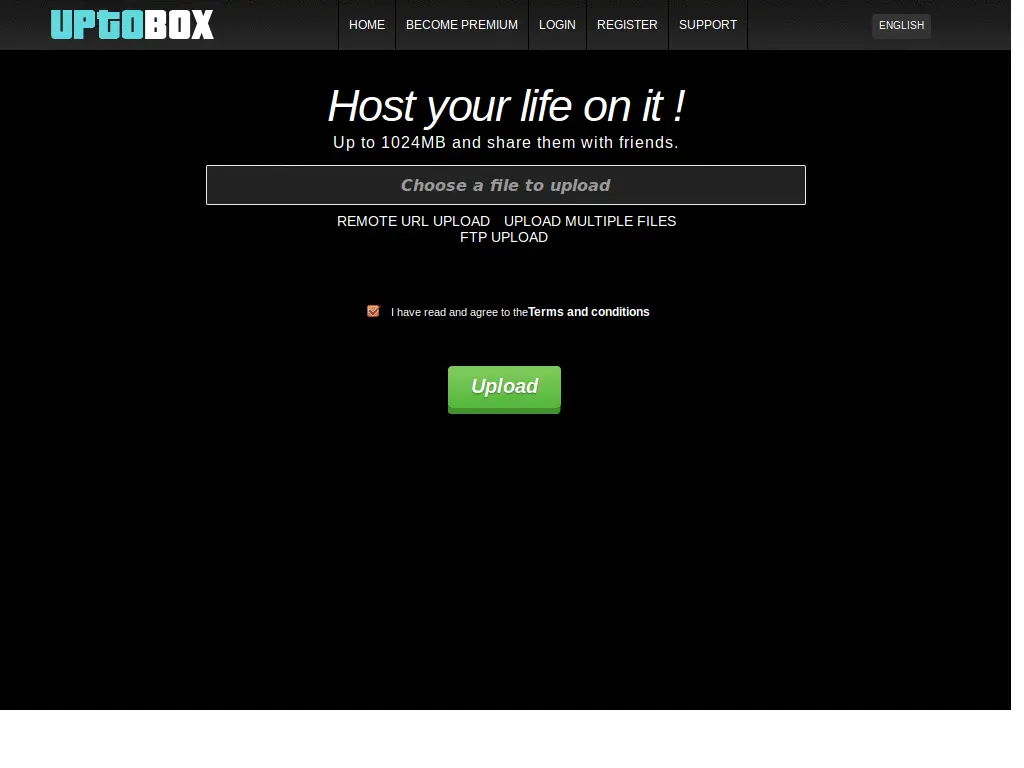 UPtOBOX
HOME BECOME PREMIUM LOGIN REGISTER SUPPORT ENGLISH
Host your life on it !
Up to 1024MB and share them with friends.
Choose a file to upload
REMOTE URL UPLOAD UPLOAD MULTIPLE FILES
FTP UPLOAD
I have read and agree to theTerms and conditions
Upload